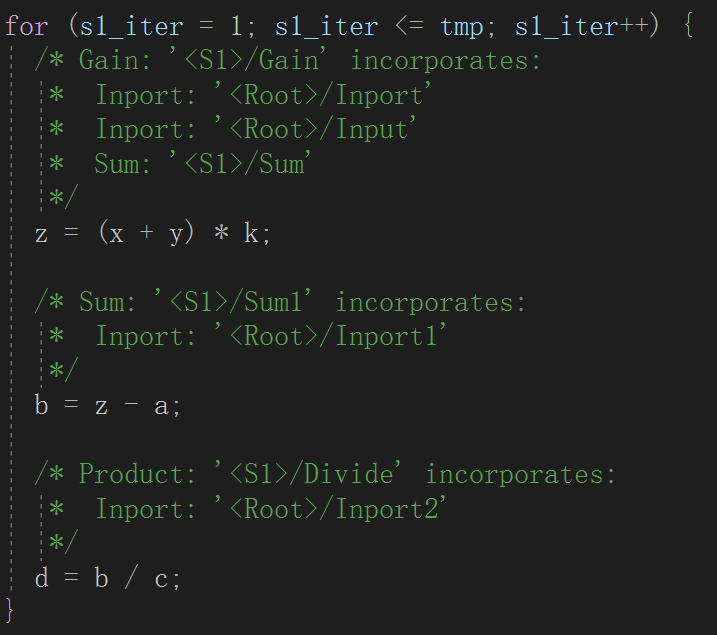 for (s1_iter = 1; s1_iter <= tmp; s1_iter++) {
/* Gain: '<S1>/Gain' incorporates:
*  Inport: '<Root>/Inport'
*  Inport: '<Root>/Input'
*  Sum: '<S1>/Sum'
*/
z = (x + y) * k;
/* Sum: '<S1>/Sum1' incorporates:
*  Inport: '<Root>/Inport1'
*/
b = z - a;
/* Product: '<S1>/Divide' incorporates:
*  Inport: '<Root>/Inport2'
*/
d = b / c;
}